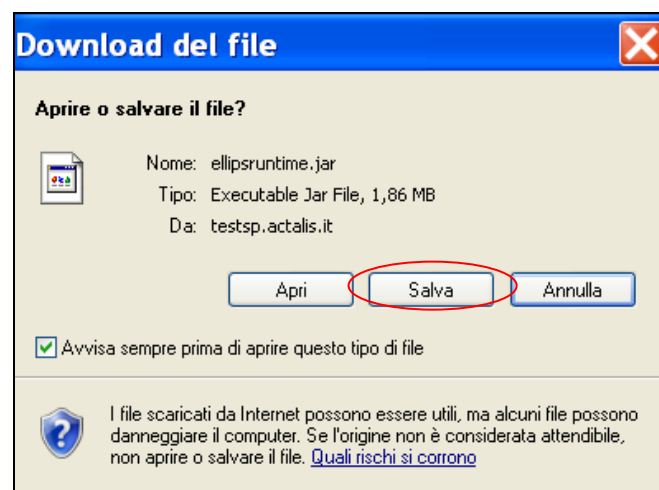 Download del file
Aprire o salvare il file?
Nome: ellipsruntime.jar
Tipo: Executable Jar File, 1,86 MB
Da: testsp.actalis.it
Apri Salva Annulla
Avvisa sempre prima di aprire questo tipo di file
I file scaricati da Internet possono essere utili, ma alcuni file possono
danneggiare il computer. Se l'origine non è considerata attendibile,
non aprire o salvare il file. Quali rischi si corrono